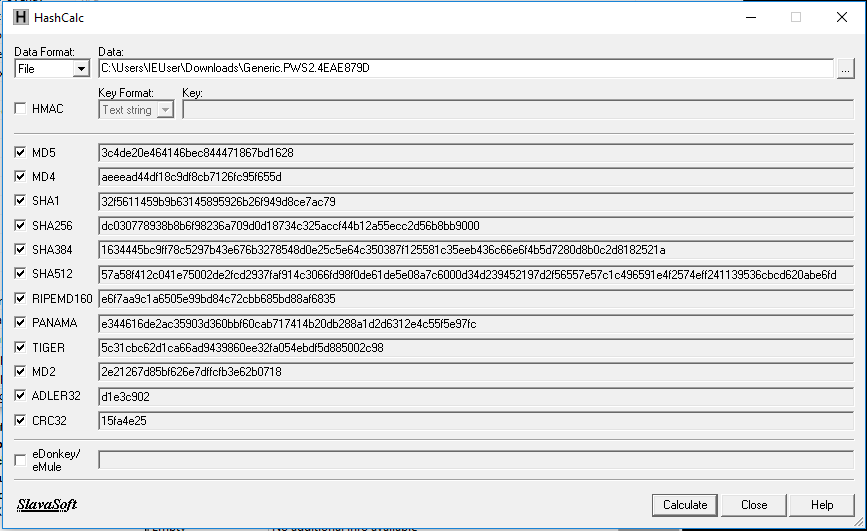 HashCalc
Data Format: Data:
File C:\Users\IEUser\Downloads\Generic.PWS2.4EAE879D ...
Key Format: Key:
HMAC Text string
MD5 3c4de20e464146bec844471867bd1628
MD4 aeeead44df18c9df8cb7126fc95f655d
SHA1 32f5611459b9b63145895926b26f949d8ce7ac79
SHA256 dc030778938b8b6f98236a709d0d18734c325accf44b12a55ecc2d56b8bb9000
SHA384 1634445bc9ff78c5297b43e676b3278548d0e25c5e64c350387f125581c35eeb436c66e6f4b5d7280d8b0c2d8182521a
SHA512 57a58f412c041e75002de2fcd2937faf914c3066fd98f0de61de5e08a7c6000d34d239452197d2f56557e57c1c496591e4f2574eff241139536cbcd620abe6fd
RIPEMD160 e6f7aa9c1a6505e99bd84c72cbb685bd88af6835
PANAMA e344616de2ac35903d360bbf60cab717414b20db288a1d2d6312e4c55f5e97fc
TIGER 5c31cbc62d1ca66ad9439860ee32fa054ebdf5d885002c98
MD2 2e21267d85bf626e7dffcfb3e62b0718
ADLER32 d1e3c902
CRC32 15fa4e25
eDonkey/
eMule
SlavaSoft Calculate Close Help